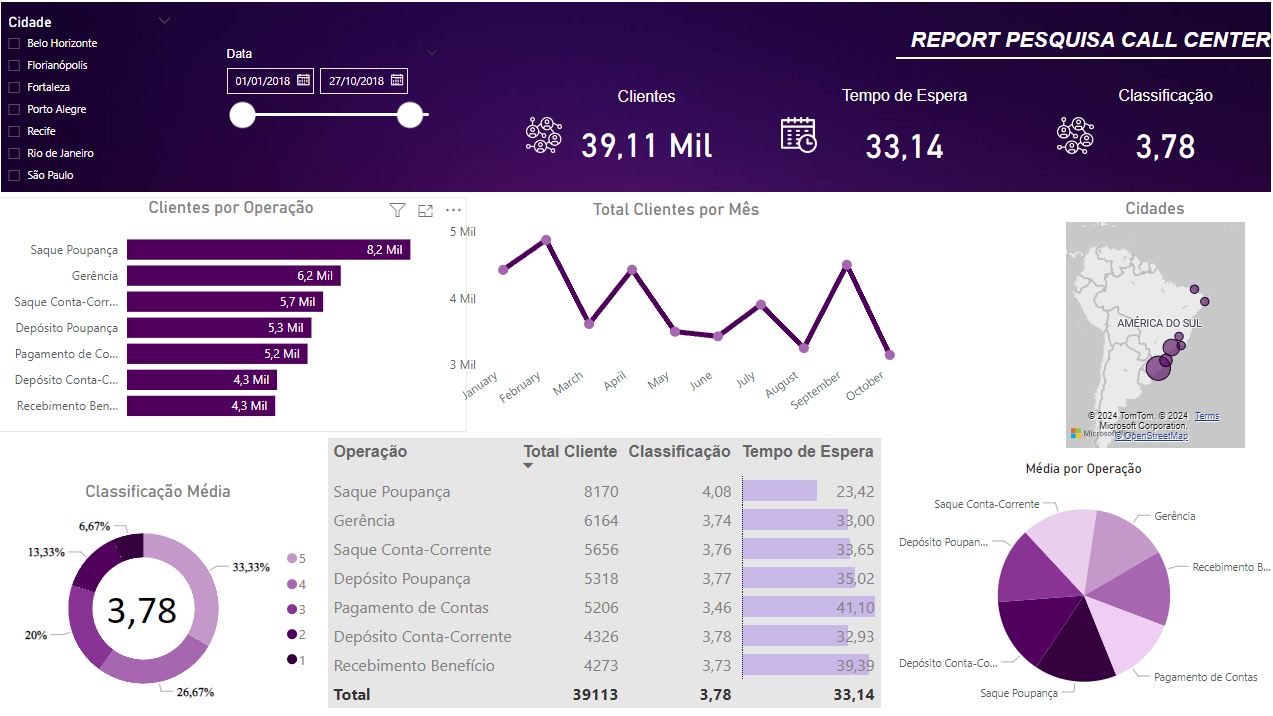 Cidade
Belo Horizonte
Florianópolis
Fortaleza
Porto Alegre
Recife
Rio de Janeiro
São Paulo
Data
01/01/2018 27/10/2018
REPORT PESQUISA CALL CENTER
Clientes
39,11 Mil
Tempo de Espera
33,14
Classificação
3,78
Clientes por Operação
Saque Poupança 8,2 Mil
Gerência 6,2 Mil
Saque Conta-Corr... 5,7 Mil
Depósito Poupança 5,3 Mil
Pagamento de Co... 5,2 Mil
Depósito Conta-C... 4,3 Mil
Recebimento Ben... 4,3 Mil
Total Clientes por Mês
5 Mil
4 Mil
3 Mil
January February March April May June July August September October
Cidades
AMÉRICA DO SUL
© 2024 TomTom, © 2024 Terms
Microsoft Corporation,
Microsoft © OpenStreetMap
Classificação Média
6,67%
13,33%
33,33%
20%
26,67%
3,78
5
4
3
2
1
Operação Total Cliente Classificação Tempo de Espera
Saque Poupança 8170 4,08 23,42
Gerência 6164 3,74 33,00
Saque Conta-Corrente 5656 3,76 33,65
Depósito Poupança 5318 3,77 35,02
Pagamento de Contas 5206 3,46 41,10
Depósito Conta-Corrente 4326 3,78 32,93
Recebimento Benefício 4273 3,73 39,39
Total 39113 3,78 33,14
Média por Operação
Saque Conta-Corrente
Gerência
Depósito Poupan...
Recebimento B...
Depósito Conta-Co...
Pagamento de Contas
Saque Poupança